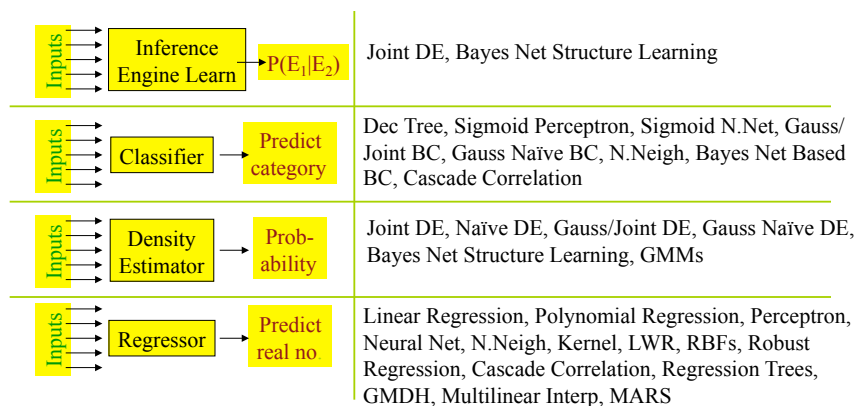 Inputs
Inference
Engine Learn
P(E₁|E₂)
Joint DE, Bayes Net Structure Learning
Inputs
Classifier
Predict
category
Dec Tree, Sigmoid Perceptron, Sigmoid N.Net, Gauss/
Joint BC, Gauss Naïve BC, N.Neigh, Bayes Net Based
BC, Cascade Correlation
Inputs
Density
Estimator
Prob-
ability
Joint DE, Naïve DE, Gauss/Joint DE, Gauss Naïve DE,
Bayes Net Structure Learning, GMMs
Inputs
Regressor
Predict
real no.
Linear Regression, Polynomial Regression, Perceptron,
Neural Net, N.Neigh, Kernel, LWR, RBFs, Robust
Regression, Cascade Correlation, Regression Trees,
GMDH, Multilinear Interp, MARS